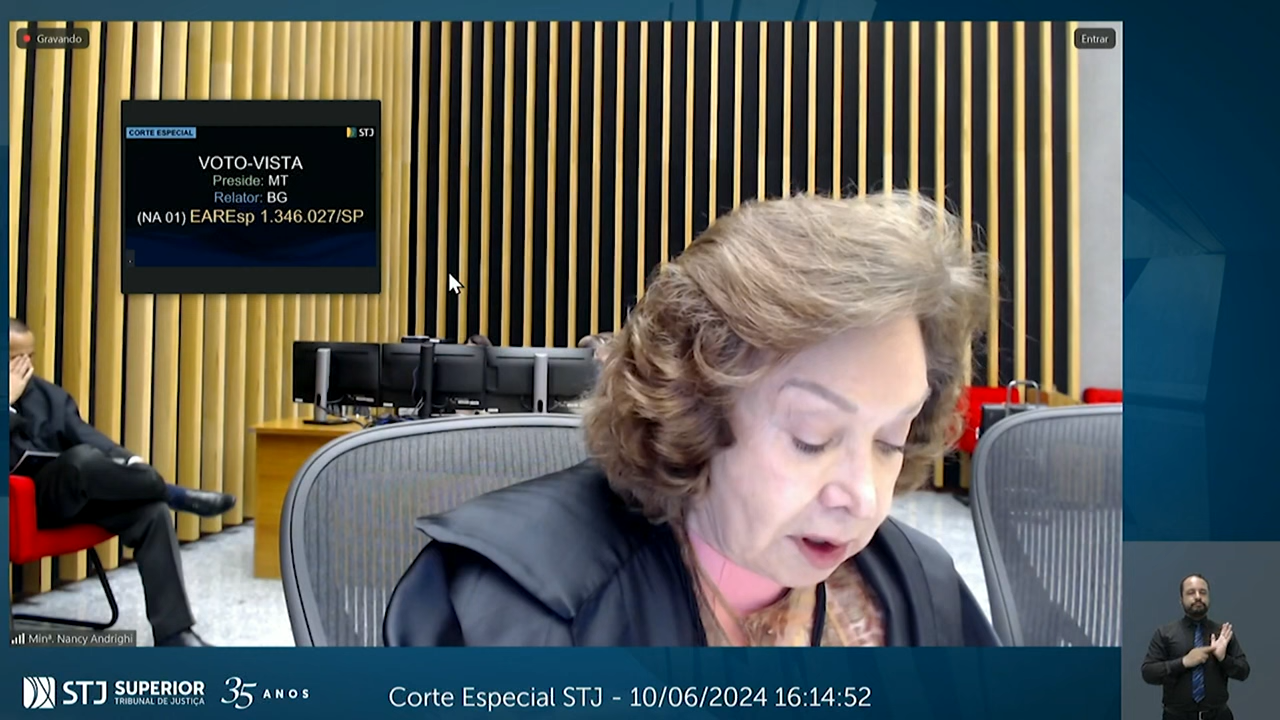 Gravando
Entrar
CORTE ESPECIAL
STJ
VOTO-VISTA
Preside: MT
Relator: BG
(NA 01) EAREsp 1.346.027/SP
Minª. Nancy Andrighi
STJ SUPERIOR
TRIBUNAL DE JUSTIÇA
35 ANOS
Corte Especial STJ - 10/06/2024 16:14:52